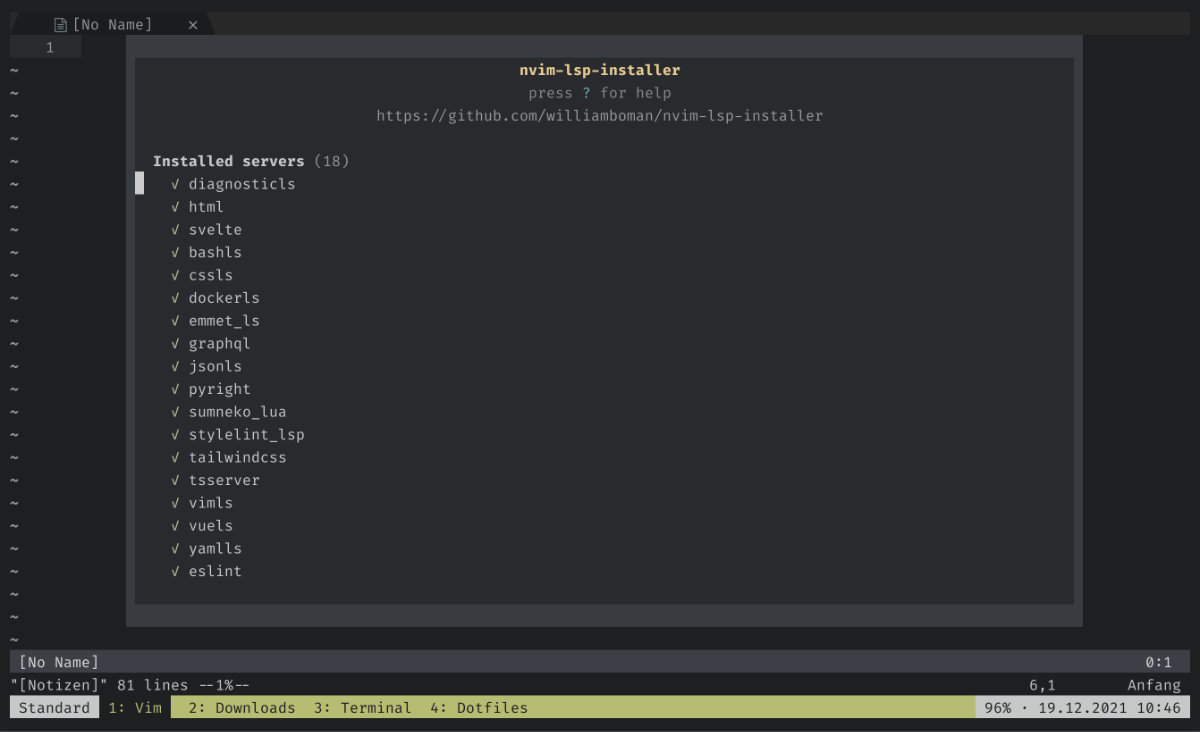 [No Name] ×
1
nvim-lsp-installer
press ? for help
https://github.com/williamboman/nvim-lsp-installer
Installed servers (18)
√ diagnosticls
√ html
√ svelte
√ bashls
√ cssls
√ dockerls
√ emmet_ls
√ graphql
√ jsonls
√ pyright
√ sumneko_lua
√ stylelint_lsp
√ tailwindcss
√ tsserver
√ vimls
√ vuels
√ yamlls
√ eslint
[No Name] 0:1
"[Notizen]" 81 lines --1%-- 6,1 Anfang
Standard 1: Vim 2: Downloads 3: Terminal 4: Dotfiles 96% · 19.12.2021 10:46